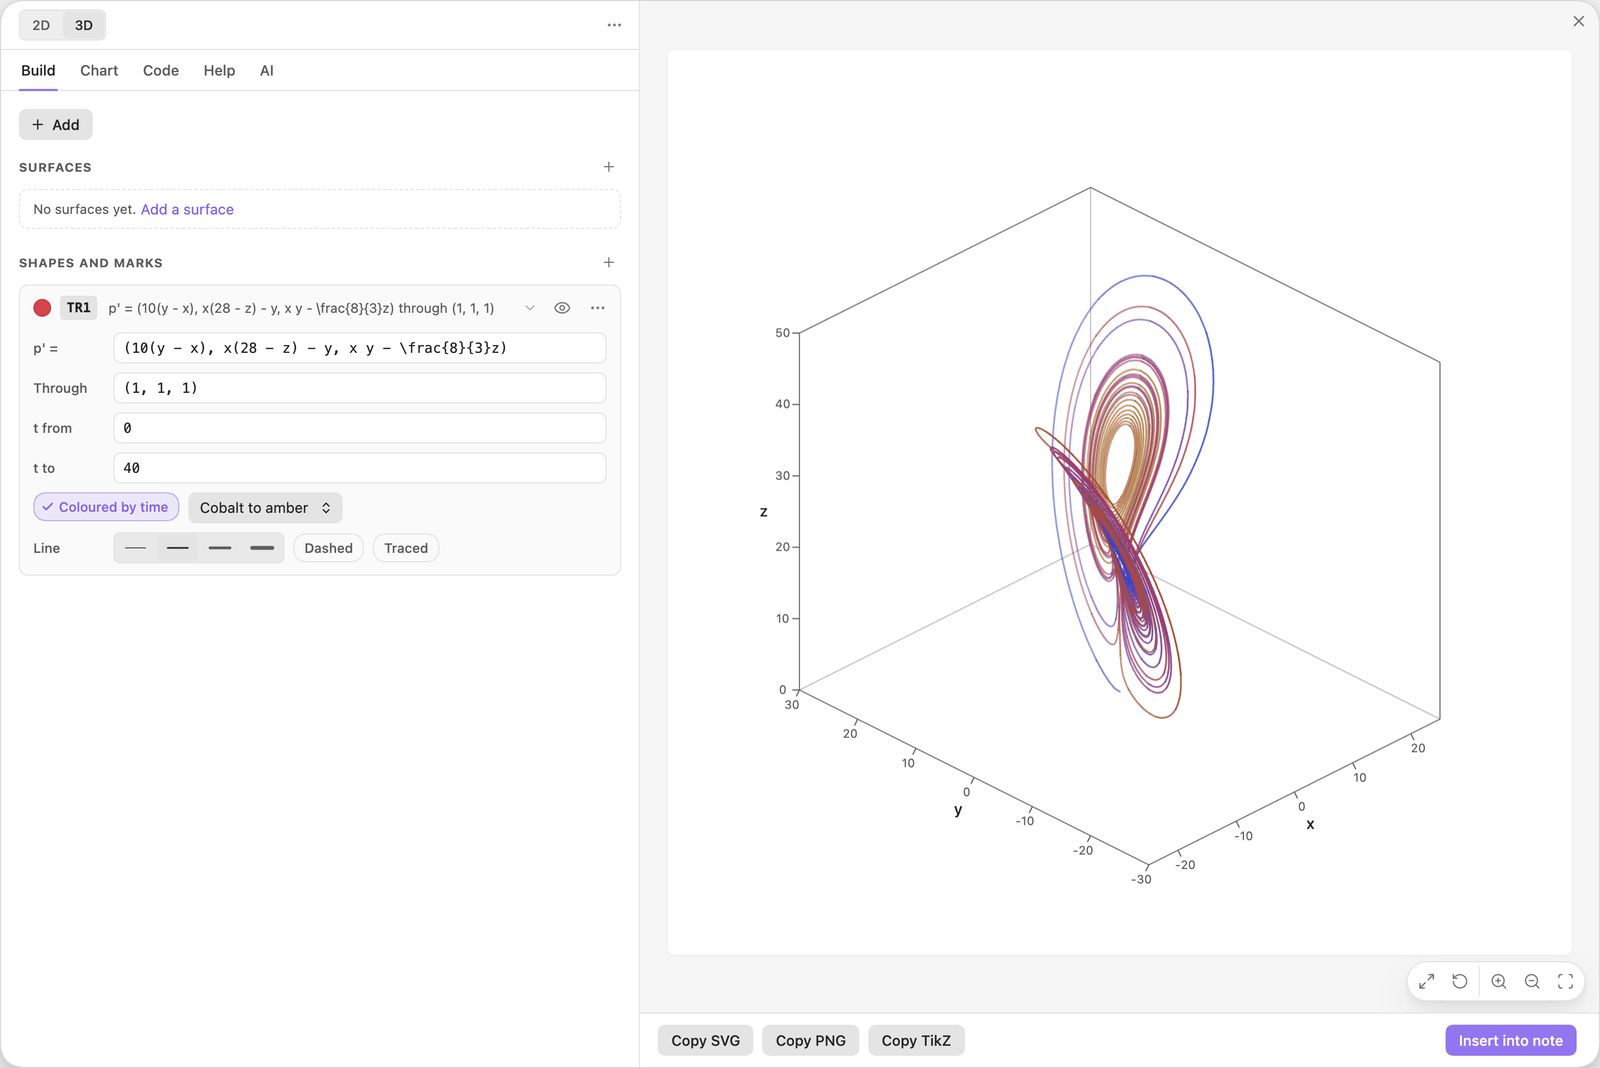 2D 3D
Build Chart Code Help AI
+ Add
SURFACES
No surfaces yet. Add a surface
SHAPES AND MARKS
TR1 p' = (10(y - x), x(28 - z) - y, x y - \frac{8}{3}z) through (1, 1, 1)
p' = (10(y − x), x(28 − z) − y, x y − \frac{8}{3}z)
Through (1, 1, 1)
t from 0
t to 40
Coloured by time Cobalt to amber
Line Dashed Traced
50
40
30
z
20
10
0
30
20
10
0
y
-10
-20
-30
-20
-10
x
0
10
20
Copy SVG Copy PNG Copy TikZ Insert into note